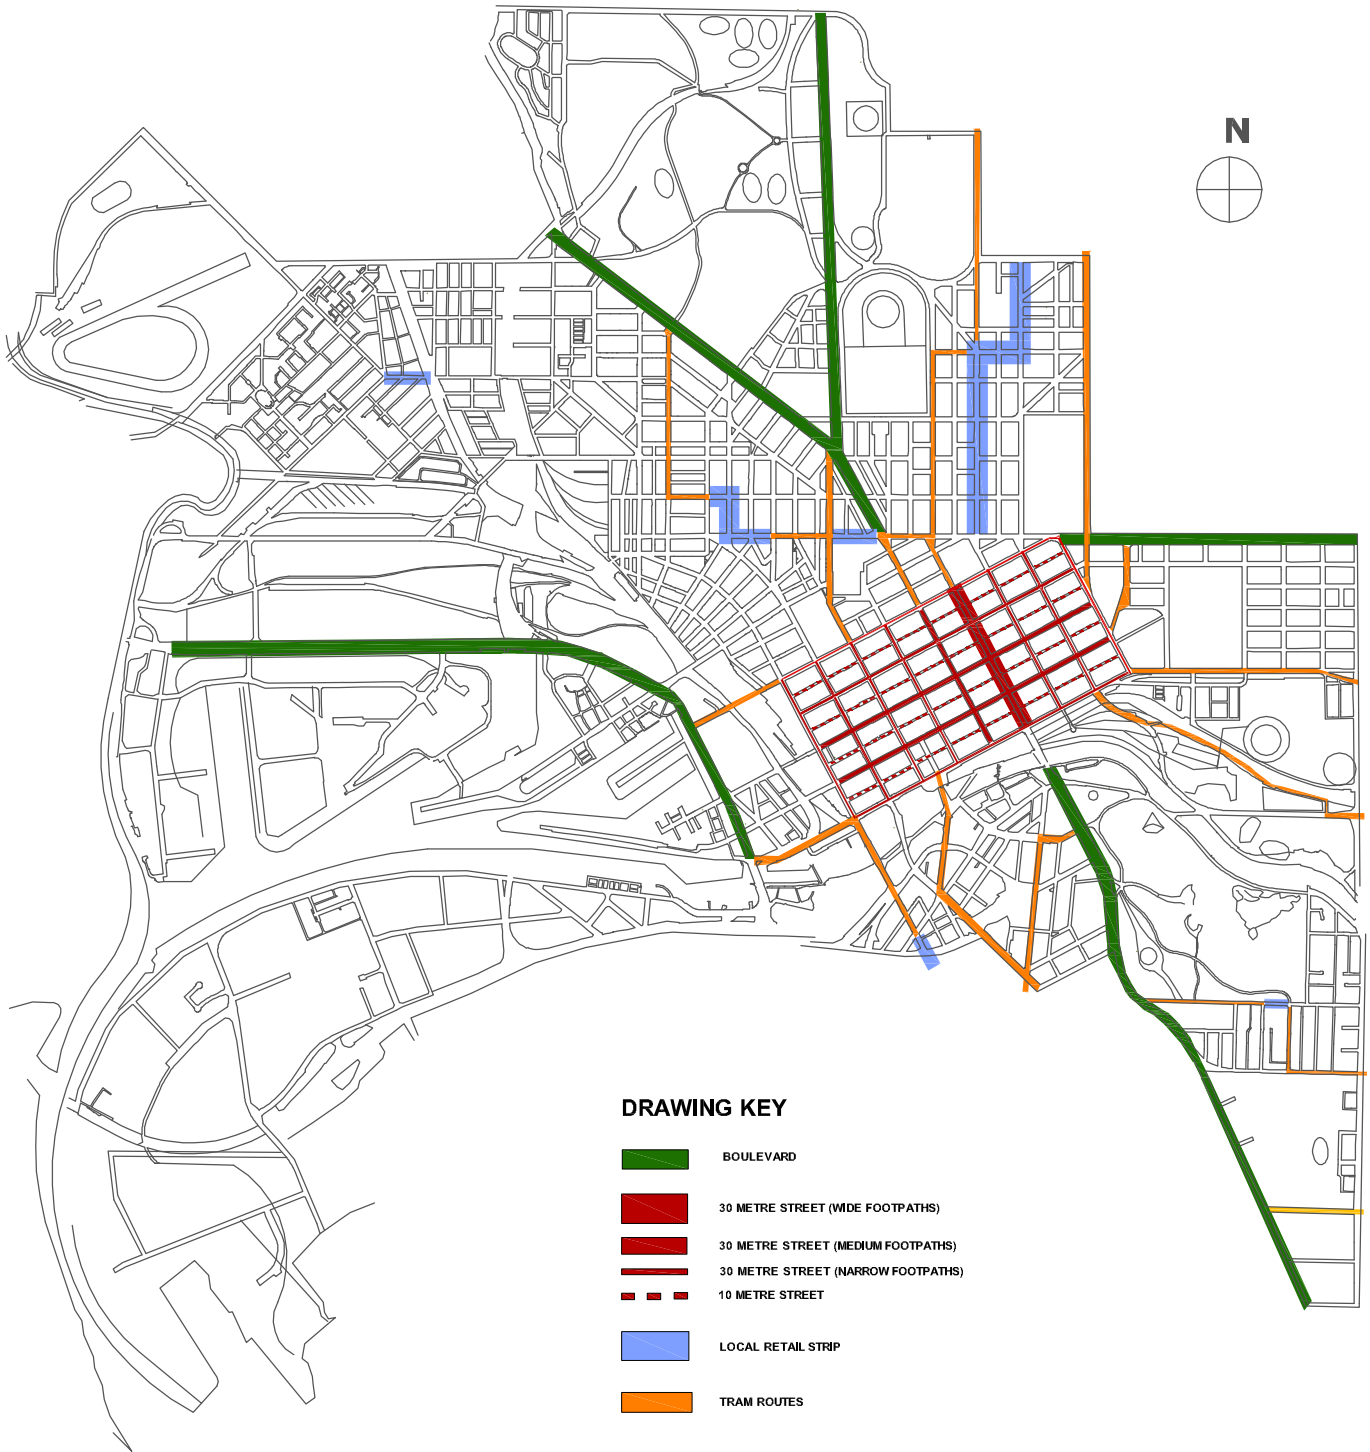 N
DRAWING KEY
BOULEVARD
30 METRE STREET (WIDE FOOTPATHS)
30 METRE STREET (MEDIUM FOOTPATHS)
30 METRE STREET (NARROW FOOTPATHS)
10 METRE STREET
LOCAL RETAIL STRIP
TRAM ROUTES